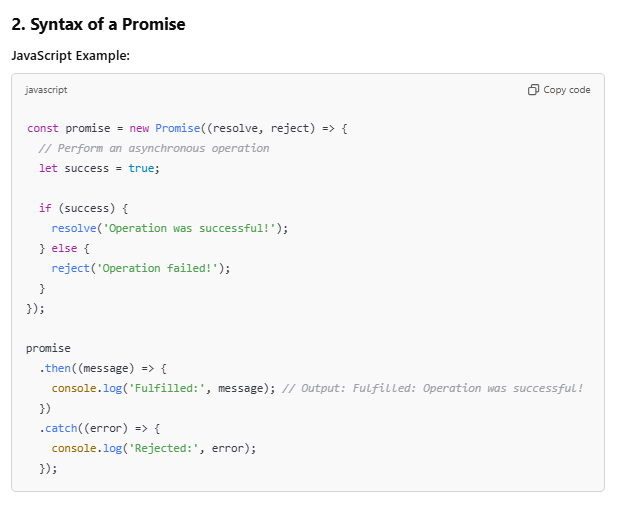 2. Syntax of a Promise
JavaScript Example:
javascript
Copy code
const promise = new Promise((resolve, reject) => {
  // Perform an asynchronous operation
  let success = true;

  if (success) {
    resolve('Operation was successful!');
  } else {
    reject('Operation failed!');
  }
});

promise
  .then((message) => {
    console.log('Fulfilled:', message); // Output: Fulfilled: Operation was successful!
  })
  .catch((error) => {
    console.log('Rejected:', error);
  });